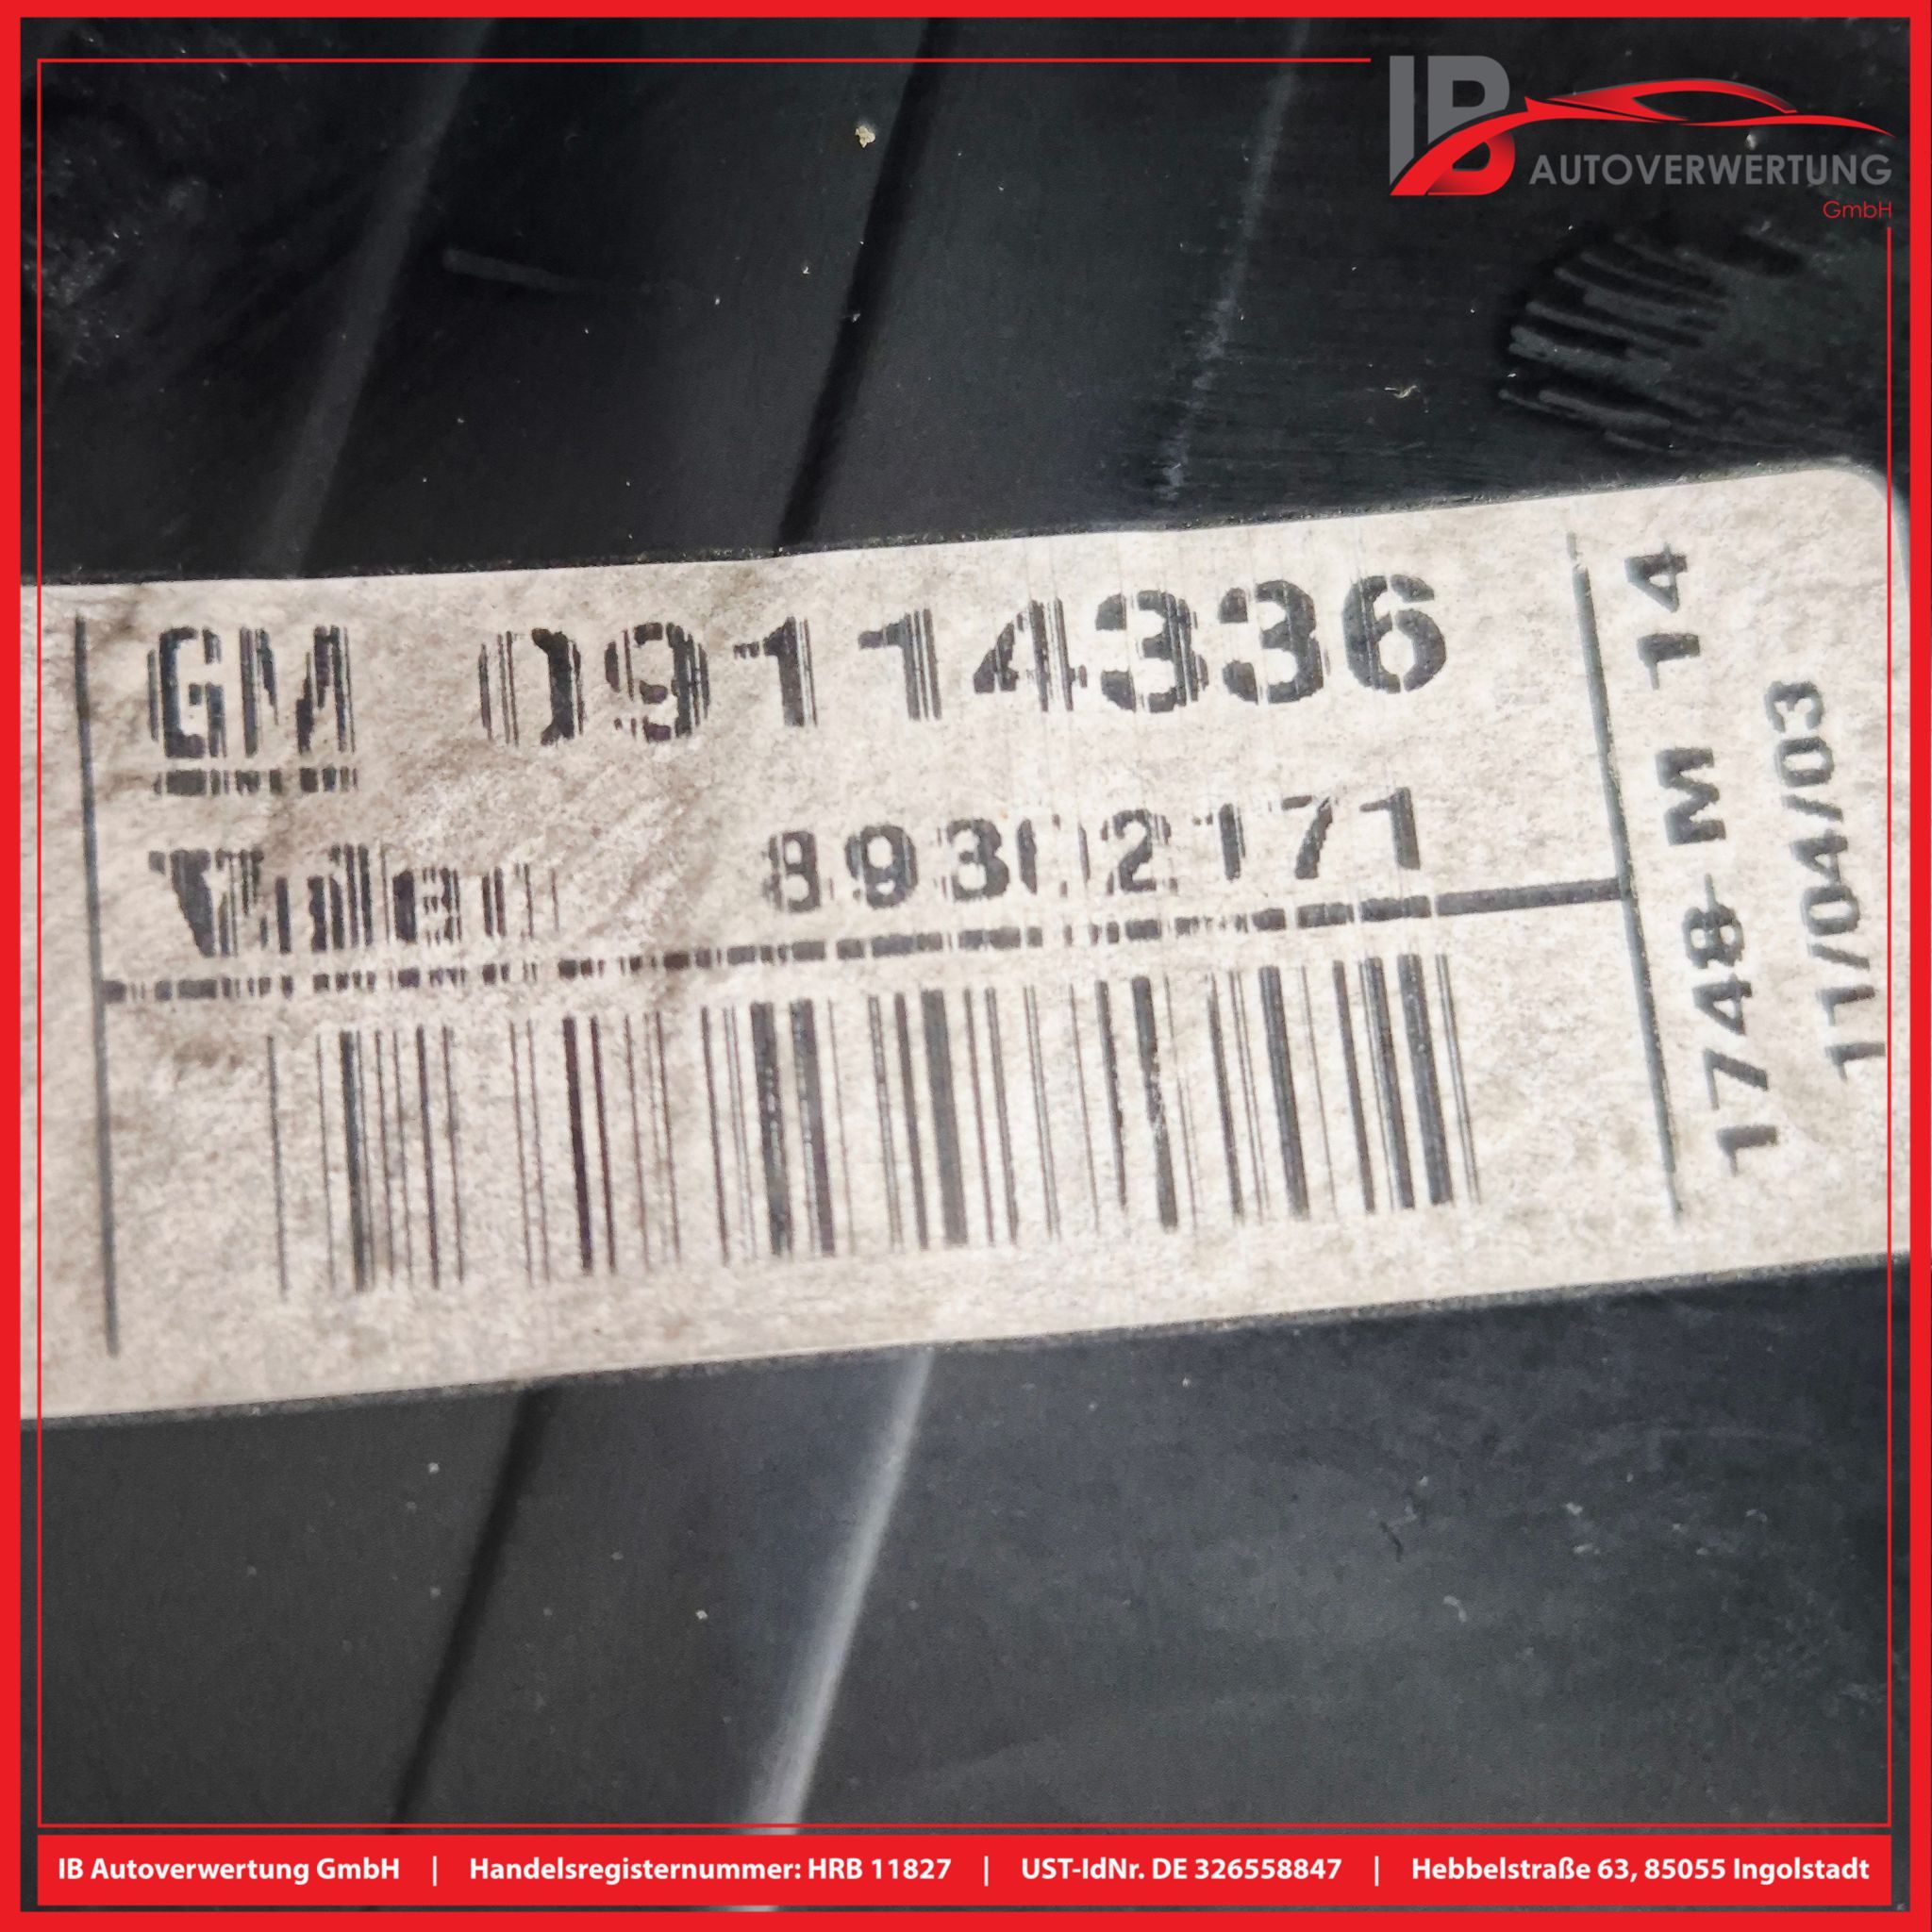 IB
AUTOVERWERTUNG
GmbH
GM 09114336
Valeo 89302171
1748 M 14
11/04/03
IB Autoverwertung GmbH | Handelsregisternummer: HRB 11827 | UST-IdNr. DE 326558847 | Hebbelstraße 63, 85055 Ingolstadt